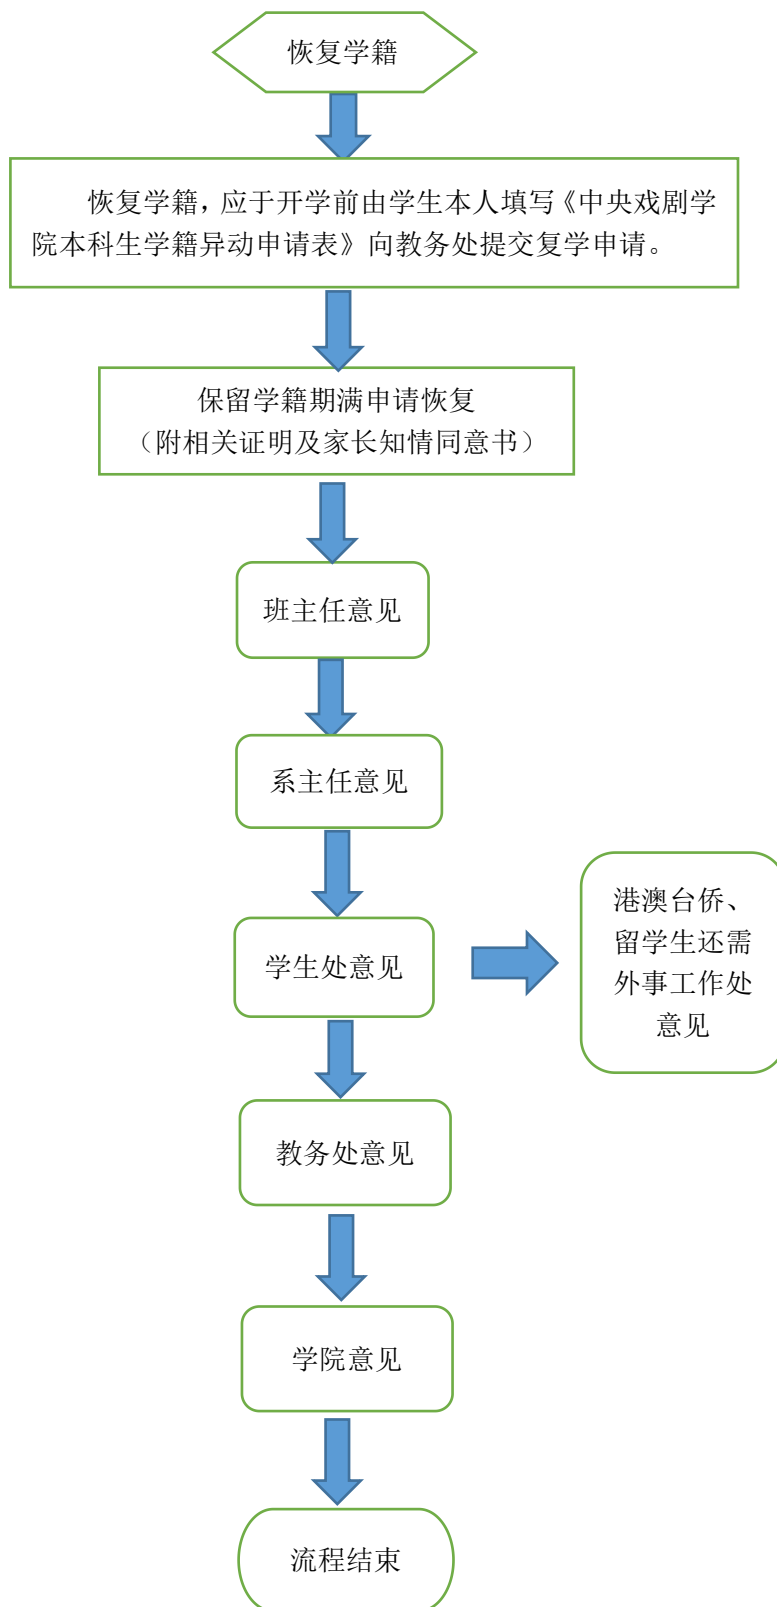 恢复学籍
恢复学籍，应于开学前由学生本人填写《中央戏剧学
院本科生学籍异动申请表》向教务处提交复学申请。
保留学籍期满申请恢复
（附相关证明及家长知情同意书）
班主任意见
系主任意见
学生处意见
港澳台侨、
留学生还需
外事工作处
意见
教务处意见
学院意见
流程结束